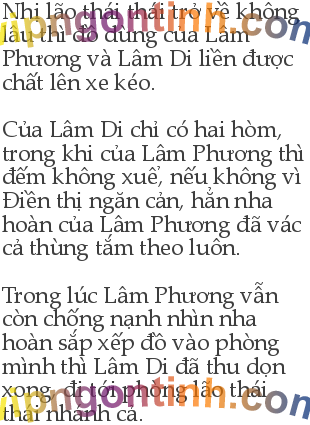 Nhị lão thái thái trở về không
lâu thì đồ dùng của Lâm
Phương và Lâm Di liền được
chất lên xe kéo.
Của Lâm Di chỉ có hai hòm,
trong khi của Lâm Phương thì
đếm không xuể, nếu không vì
Điền thị ngăn cản, hẳn nha
hoàn của Lâm Phương đã vác
cả thùng tắm theo luôn.
Trong lúc Lâm Phương vẫn
còn chống nạnh nhìn nha
hoàn sắp xếp đồ vào phòng
mình thì Lâm Di đã thu dọn
xong, đi tới phòng lão thái
thái nhanh cả.
vipngontinh.com
vipngontinh.com